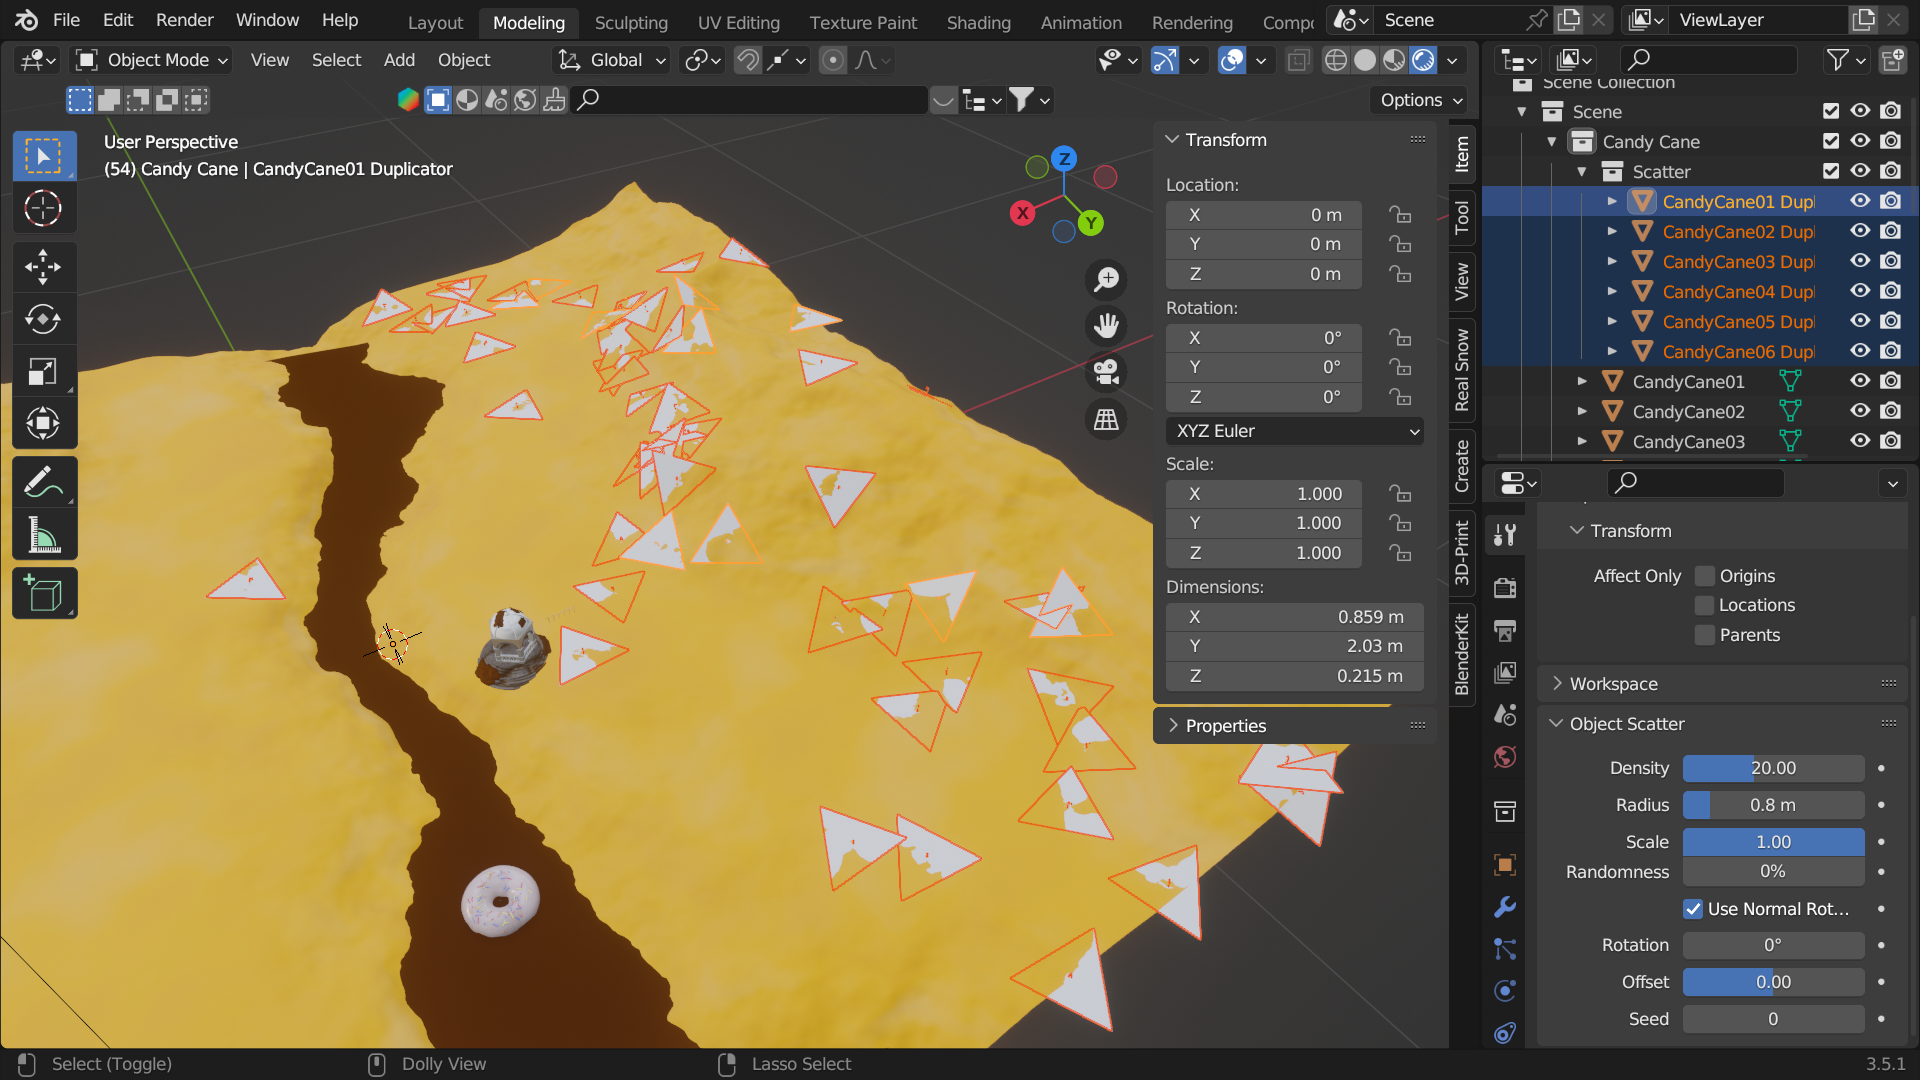 File Edit Render Window Help Layout Modeling Sculpting UV Editing Texture Paint Shading Animation Rendering Comp Scene ViewLayer
Object Mode View Select Add Object Global
Options
User Perspective
(54) Candy Cane | CandyCane01 Duplicator
X
Y
Z
Transform
Location:
X 0 m
Y 0 m
Z 0 m
Rotation:
X 0°
Y 0°
Z 0°
XYZ Euler
Scale:
X 1.000
Y 1.000
Z 1.000
Dimensions:
X 0.859 m
Y 2.03 m
Z 0.215 m
Properties
Item
Tool
View
Real Snow
Create
3D-Print
BlenderKit
Scene Collection
Scene
Candy Cane
Scatter
CandyCane01 Dupl
CandyCane02 Dupl
CandyCane03 Dupl
CandyCane04 Dupl
CandyCane05 Dupl
CandyCane06 Dupl
CandyCane01
CandyCane02
CandyCane03
Transform
Affect Only Origins
Locations
Parents
Workspace
Object Scatter
Density 20.00
Radius 0.8 m
Scale 1.00
Randomness 0%
Use Normal Rot...
Rotation 0°
Offset 0.00
Seed 0
Select (Toggle) Dolly View Lasso Select 3.5.1